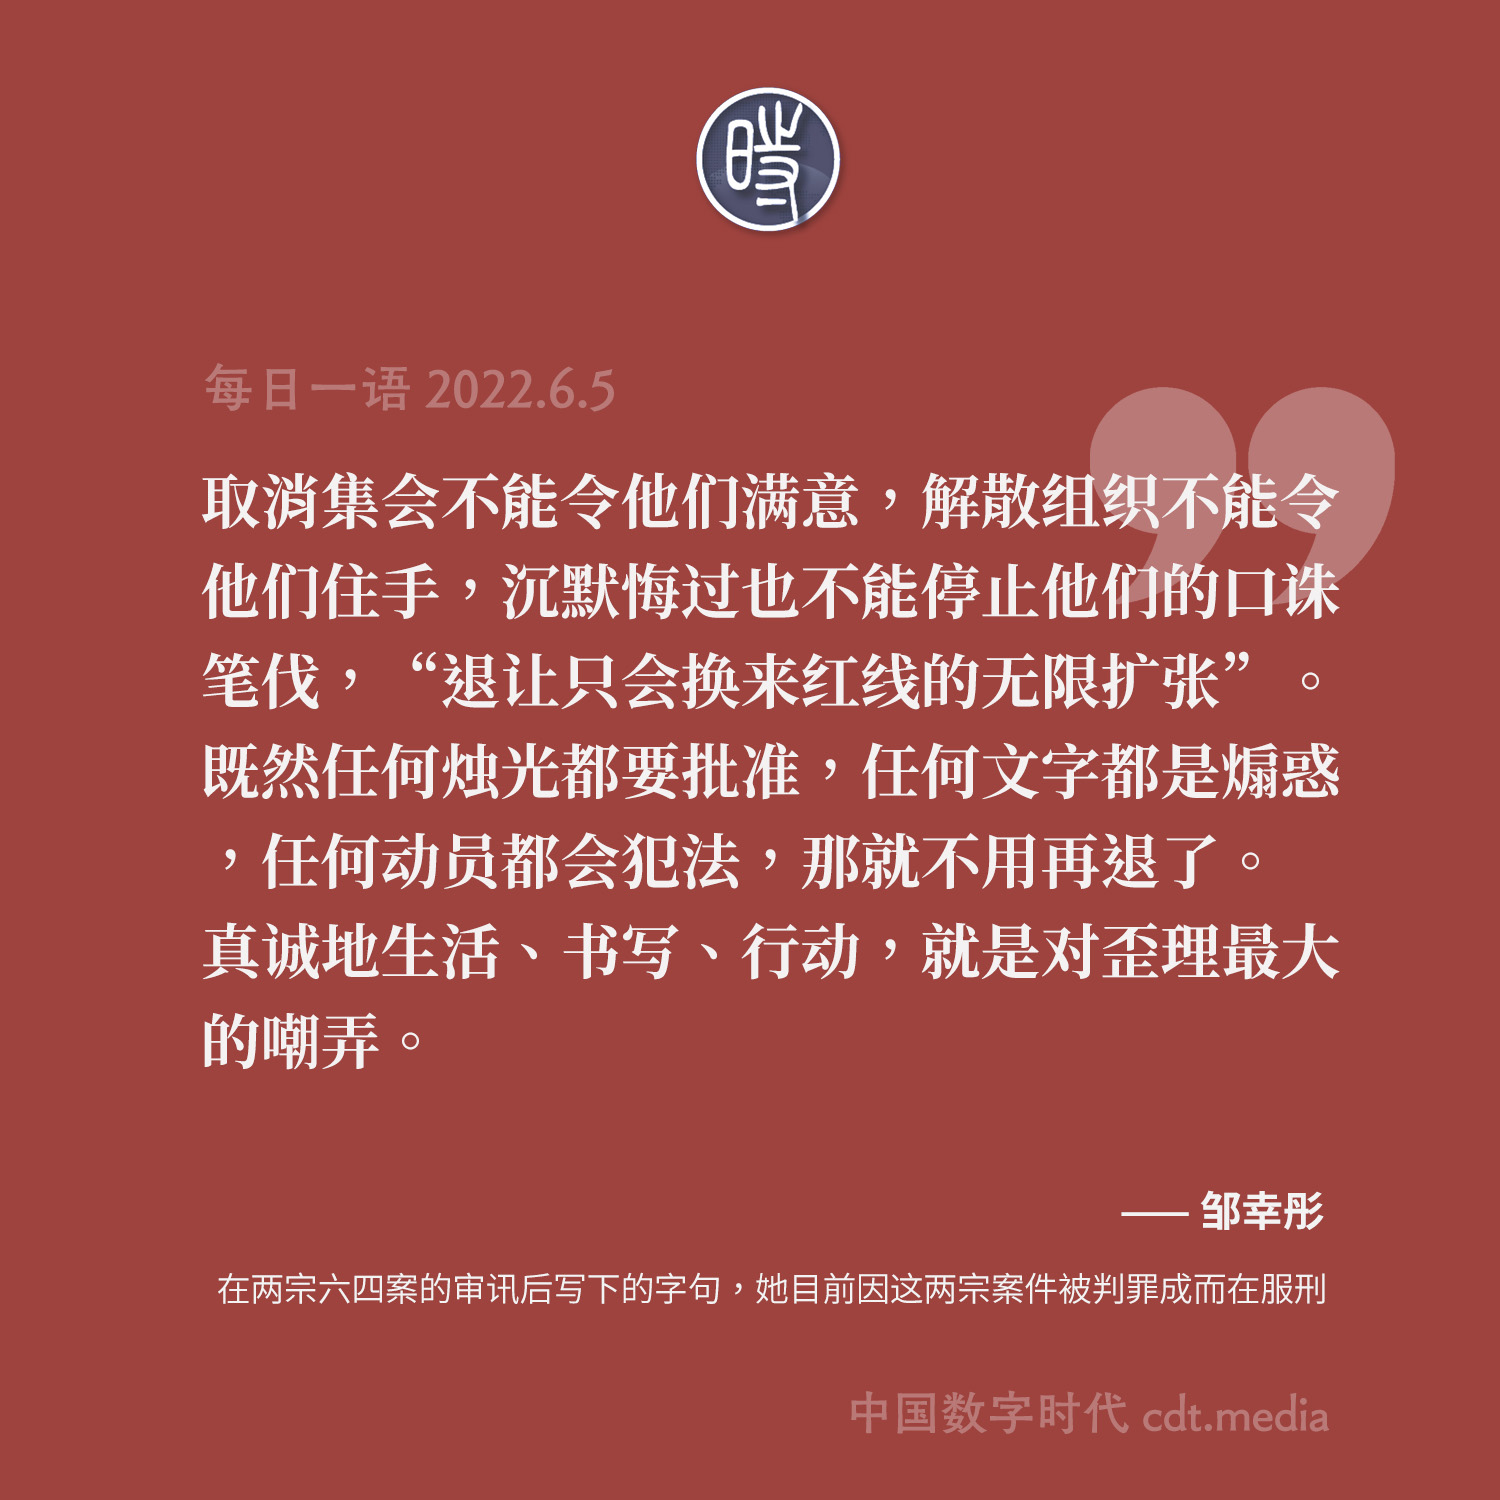 時
每日一语 2022.6.5
取消集会不能令他们满意，解散组织不能令
他们住手，沉默悔过也不能停止他们的口诛
笔伐，“退让只会换来红线的无限扩张”。
既然任何烛光都要批准，任何文字都是煽惑
，任何动员都会犯法，那就不用再退了。
真诚地生活、书写、行动，就是对歪理最大
的嘲弄。
—— 邹幸彤
在两宗六四案的审讯后写下的字句，她目前因这两宗案件被判罪成而在服刑
中国数字时代 cdt.media